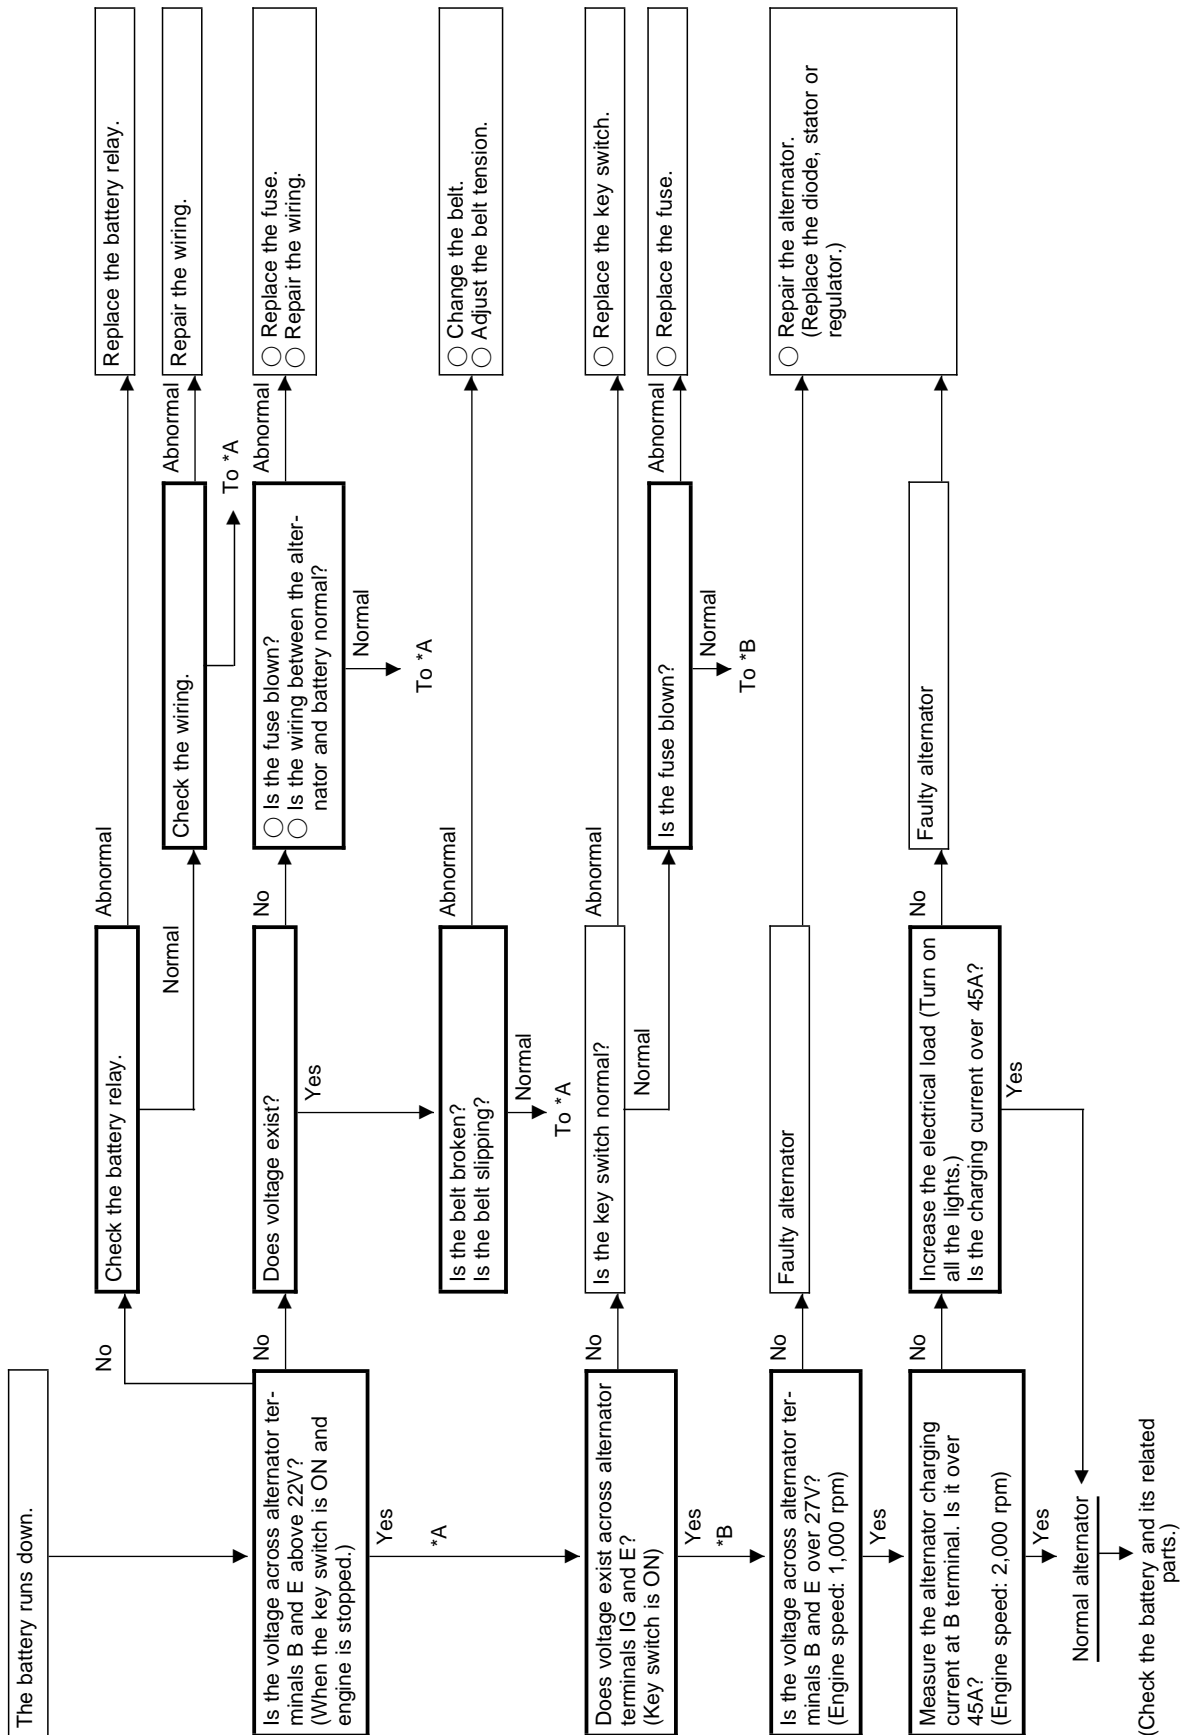 The battery runs down.
No
Check the battery relay.
Abnormal
Replace the battery relay.
Normal
Check the wiring.
Abnormal
Repair the wiring.
To *A
Is the voltage across alternator ter-
minals B and E above 22V?
(When the key switch is ON and
engine is stopped.)
No
Does voltage exist?
No
○ Is the fuse blown?
○ Is the wiring between the alter-
nator and battery normal?
Abnormal
○ Replace the fuse.
○ Repair the wiring.
Normal
To *A
Yes
Is the belt broken?
Is the belt slipping?
Abnormal
○ Change the belt.
○ Adjust the belt tension.
Normal
To *A
Yes
*A
Does voltage exist across alternator
terminals IG and E?
(Key switch is ON)
No
Is the key switch normal?
Abnormal
○ Replace the key switch.
Normal
Is the fuse blown?
Abnormal
○ Replace the fuse.
Normal
To *B
Yes
*B
Is the voltage across alternator ter-
minals B and E over 27V?
(Engine speed: 1,000 rpm)
No
Faulty alternator
○ Repair the alternator.
(Replace the diode, stator or
regulator.)
Yes
Measure the alternator charging
current at B terminal. Is it over
45A?
(Engine speed: 2,000 rpm)
No
Increase the electrical load (Turn on
all the lights.)
Is the charging current over 45A?
No
Faulty alternator
Yes
Yes
Normal alternator
(Check the battery and its related
parts.)